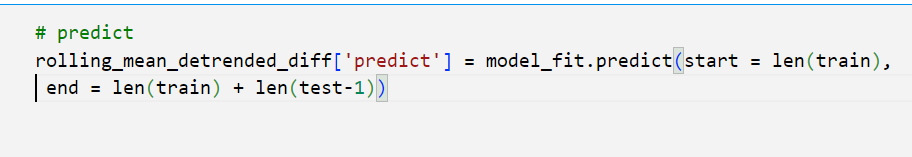 # predict
rolling_mean_detrended_diff['predict'] = model_fit.predict(start = len(train),
end = len(train) + len(test-1))